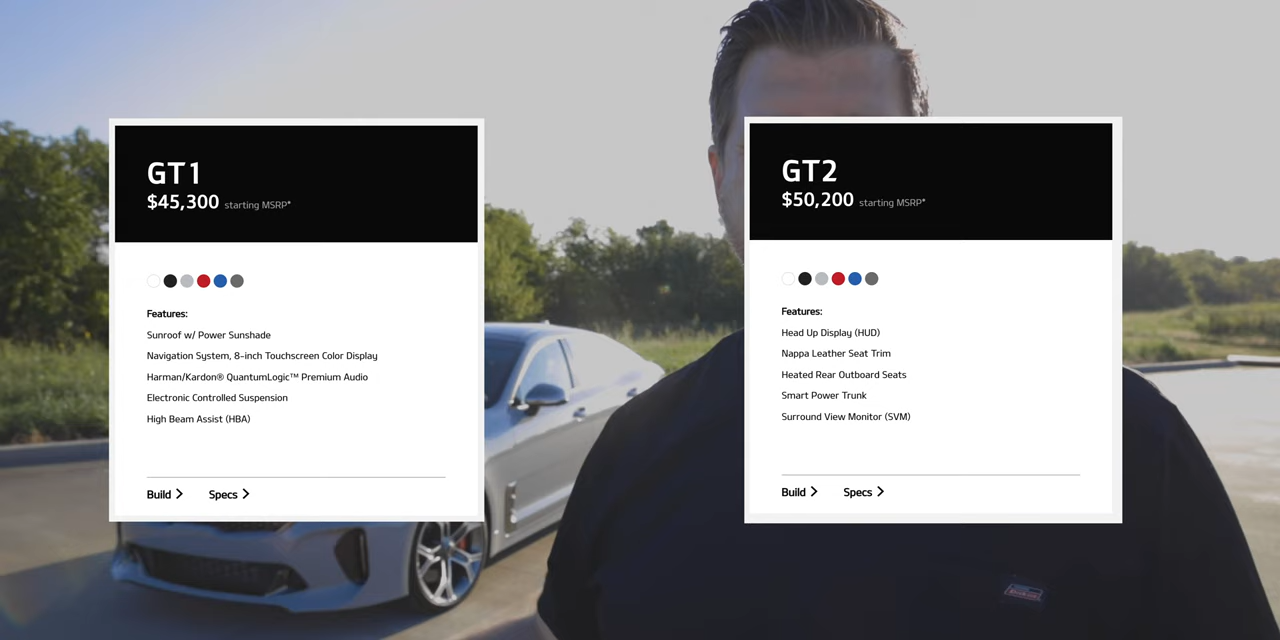 GT1
$45,300 starting MSRP*
Features:
Sunroof w/ Power Sunshade
Navigation System, 8-inch Touchscreen Color Display
Harman/Kardon® QuantumLogic™ Premium Audio
Electronic Controlled Suspension
High Beam Assist (HBA)
Build
Specs
GT2
$50,200 starting MSRP*
Features:
Head Up Display (HUD)
Nappa Leather Seat Trim
Heated Rear Outboard Seats
Smart Power Trunk
Surround View Monitor (SVM)
Build
Specs